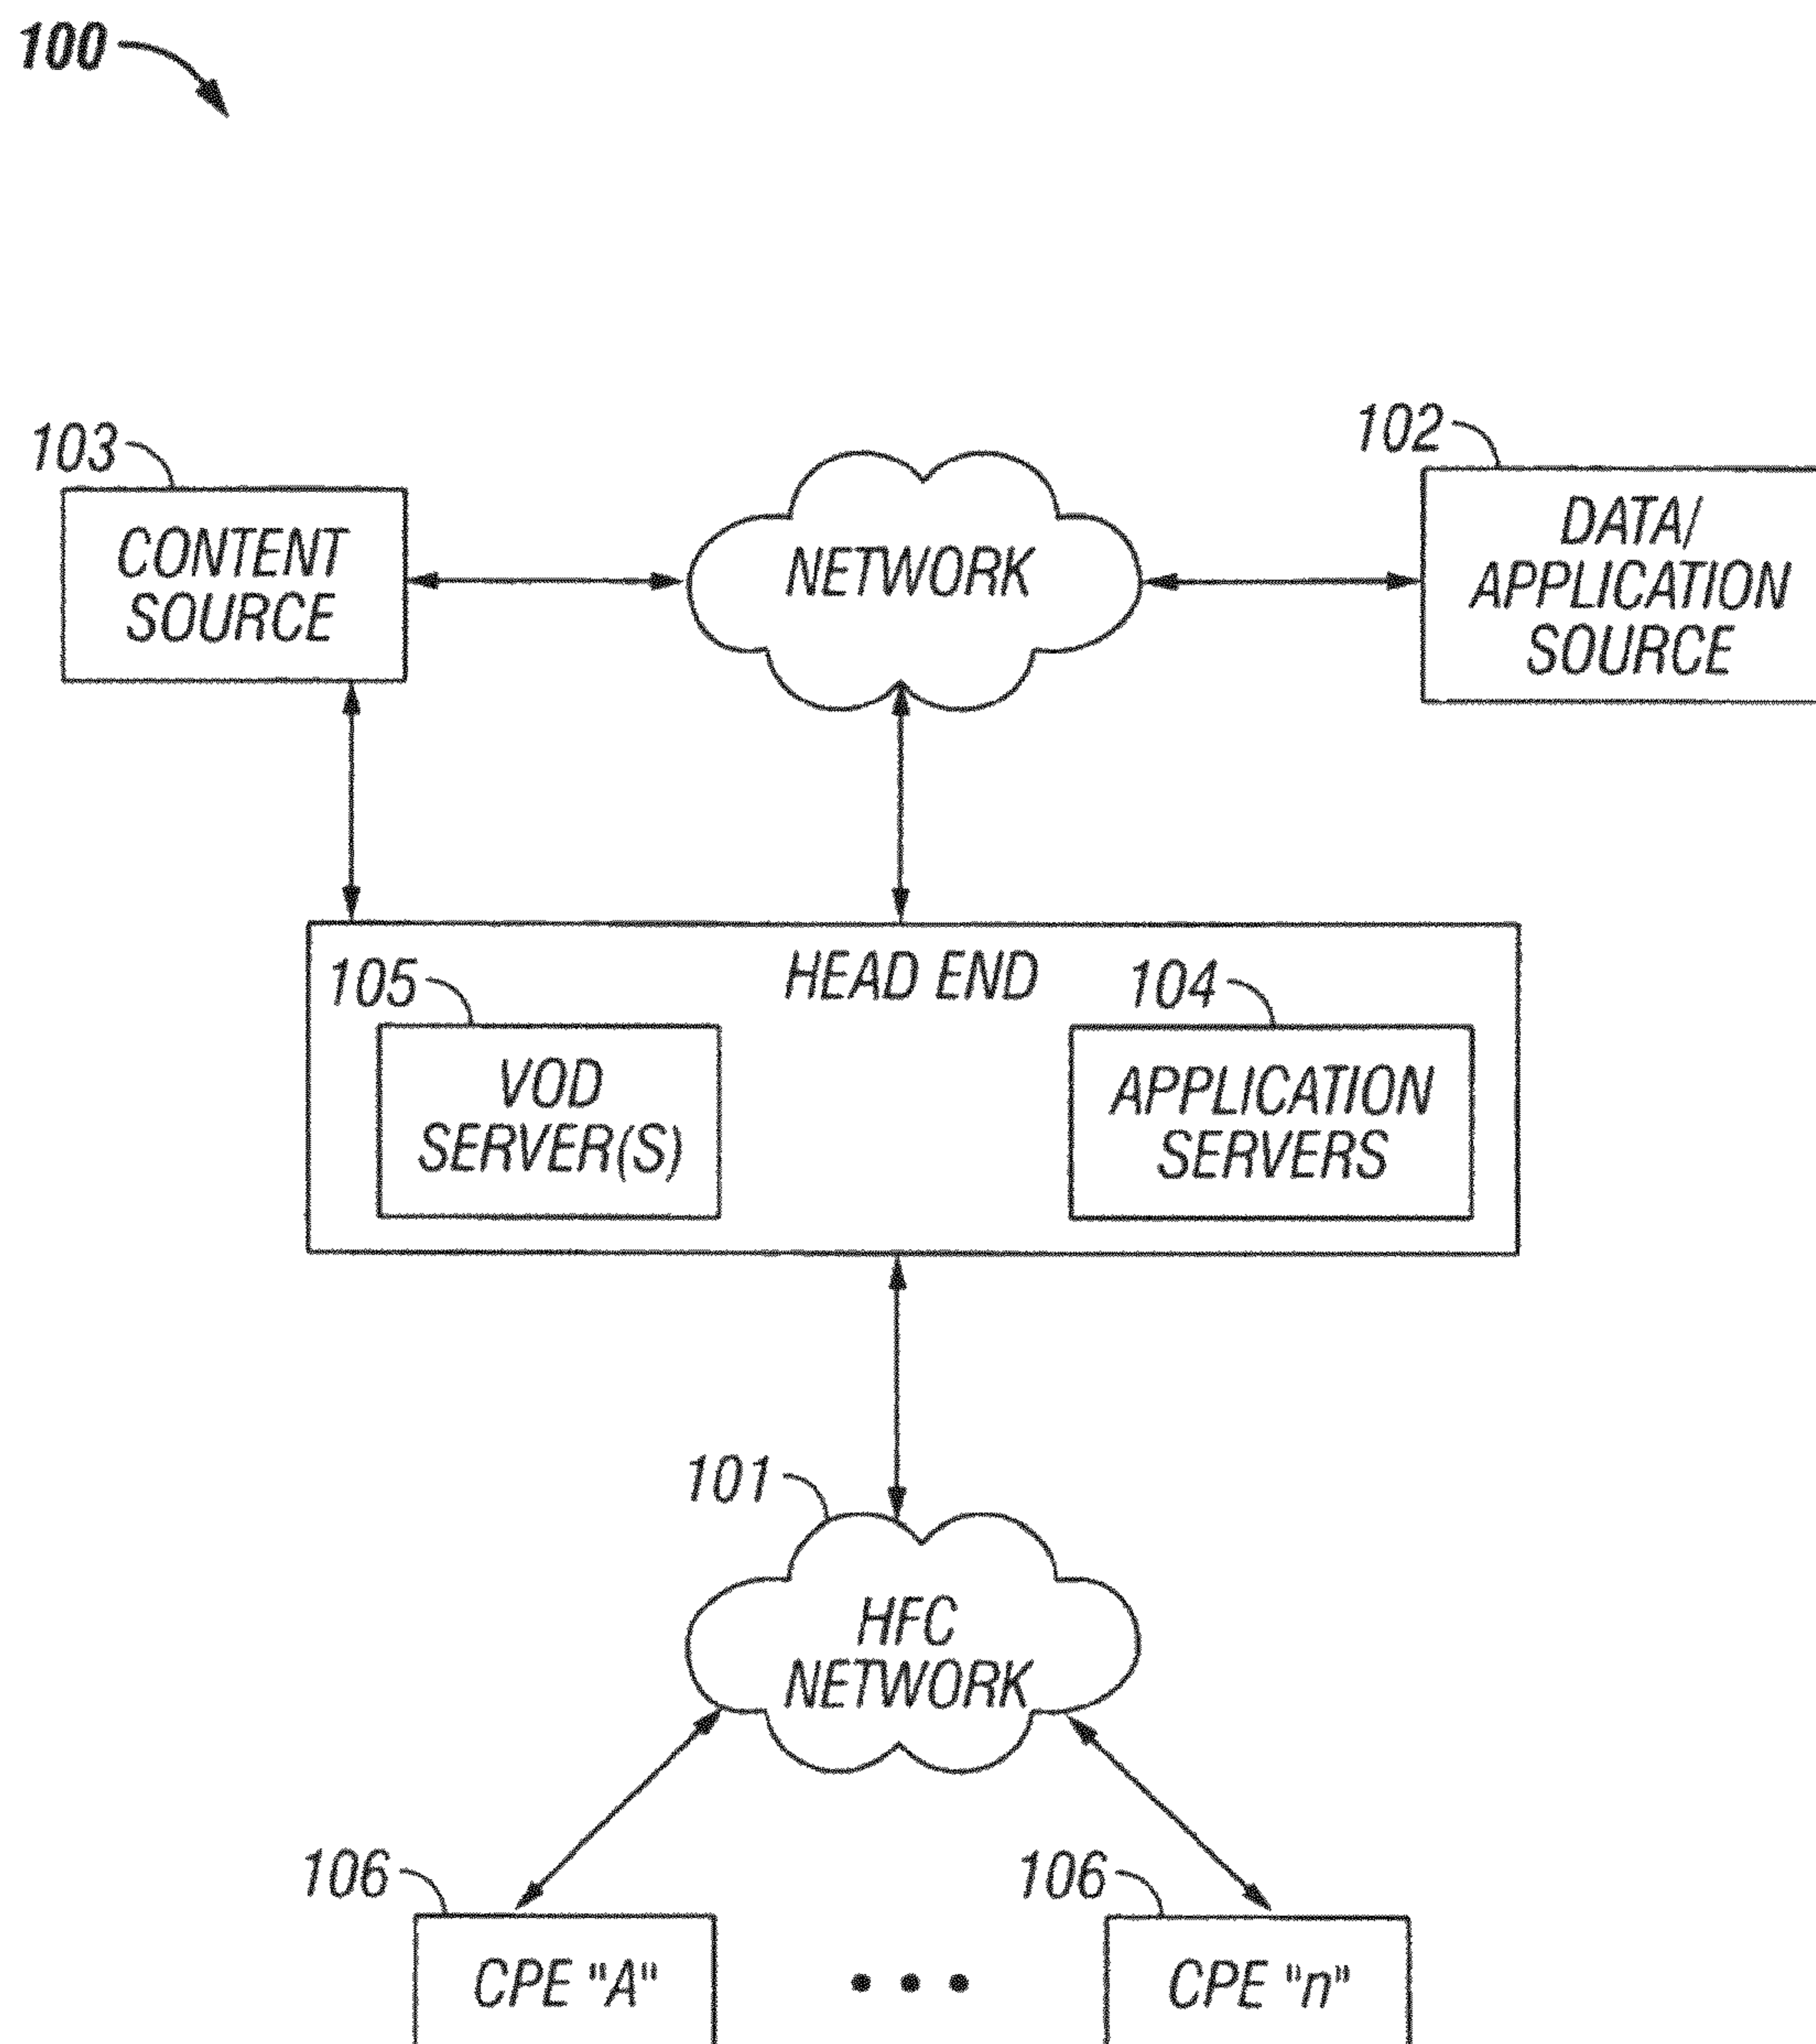 100
103
102
CONTENT
SOURCE
NETWORK
DATA/
APPLICATION
SOURCE
HEAD END
105
104
VOD
SERVER(S)
APPLICATION
SERVERS
101
HFC
NETWORK
106
106
CPE "A"
• • •
CPE "n"